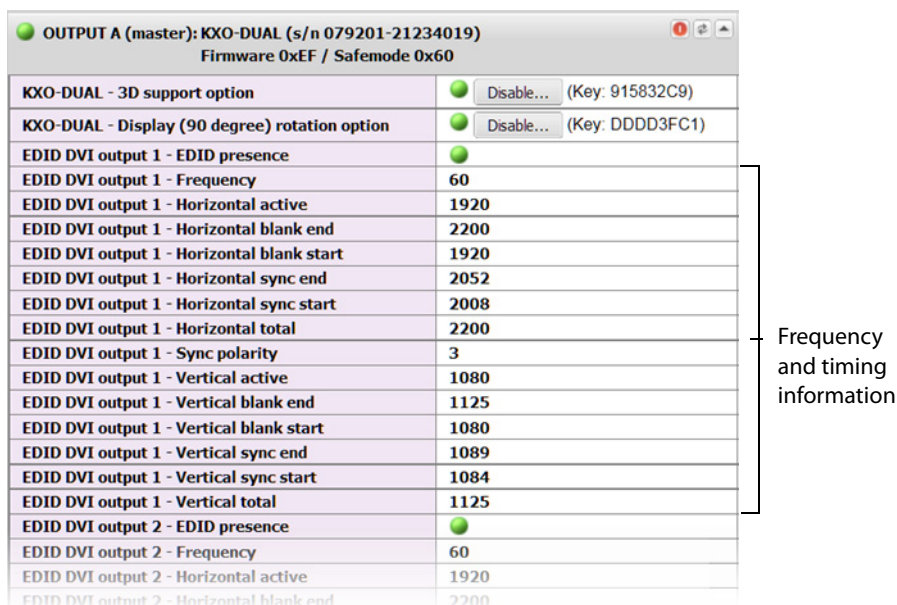 OUTPUT A (master): KXO-DUAL (s/n 079201-21234019)
Firmware 0xEF / Safemode 0x60
KXO-DUAL - 3D support option Disable... (Key: 915832C9)
KXO-DUAL - Display (90 degree) rotation option Disable... (Key: DDDD3FC1)
EDID DVI output 1 - EDID presence
EDID DVI output 1 - Frequency 60
EDID DVI output 1 - Horizontal active 1920
EDID DVI output 1 - Horizontal blank end 2200
EDID DVI output 1 - Horizontal blank start 1920
EDID DVI output 1 - Horizontal sync end 2052
EDID DVI output 1 - Horizontal sync start 2008
EDID DVI output 1 - Horizontal total 2200
EDID DVI output 1 - Sync polarity 3
EDID DVI output 1 - Vertical active 1080
EDID DVI output 1 - Vertical blank end 1125
EDID DVI output 1 - Vertical blank start 1080
EDID DVI output 1 - Vertical sync end 1089
EDID DVI output 1 - Vertical sync start 1084
EDID DVI output 1 - Vertical total 1125
EDID DVI output 2 - EDID presence
EDID DVI output 2 - Frequency 60
EDID DVI output 2 - Horizontal active 1920
EDID DVI output 2 - Horizontal blank end 2200
Frequency
and timing
information